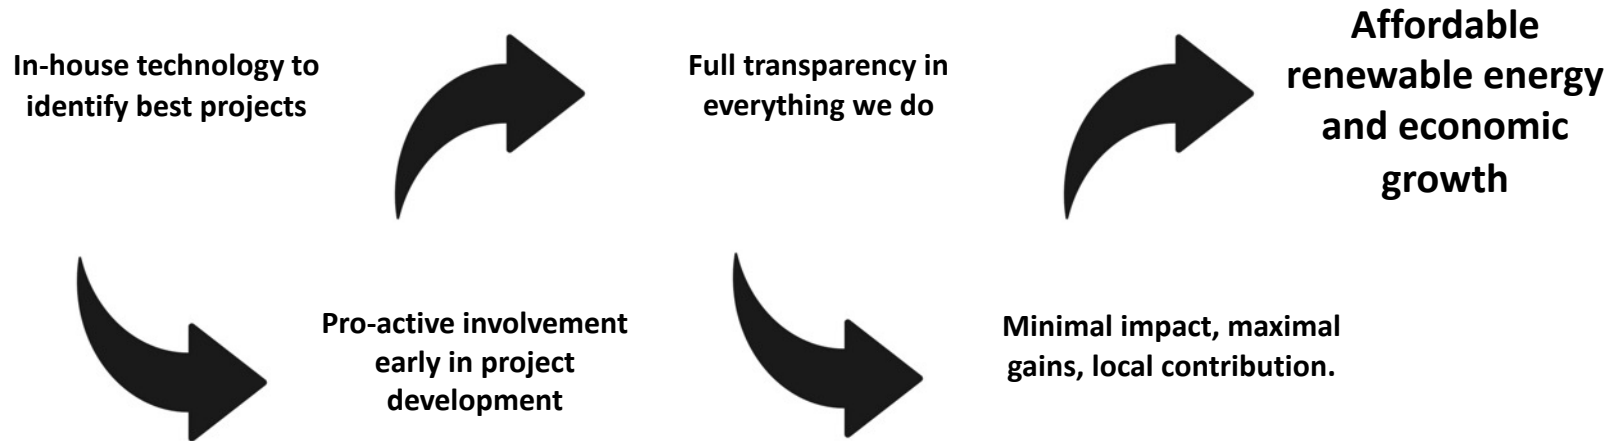 In-house technology to
identify best projects
Pro-active involvement
early in project
development
Full transparency in
everything we do
Minimal impact, maximal
gains, local contribution.
Affordable
renewable energy
and economic
growth